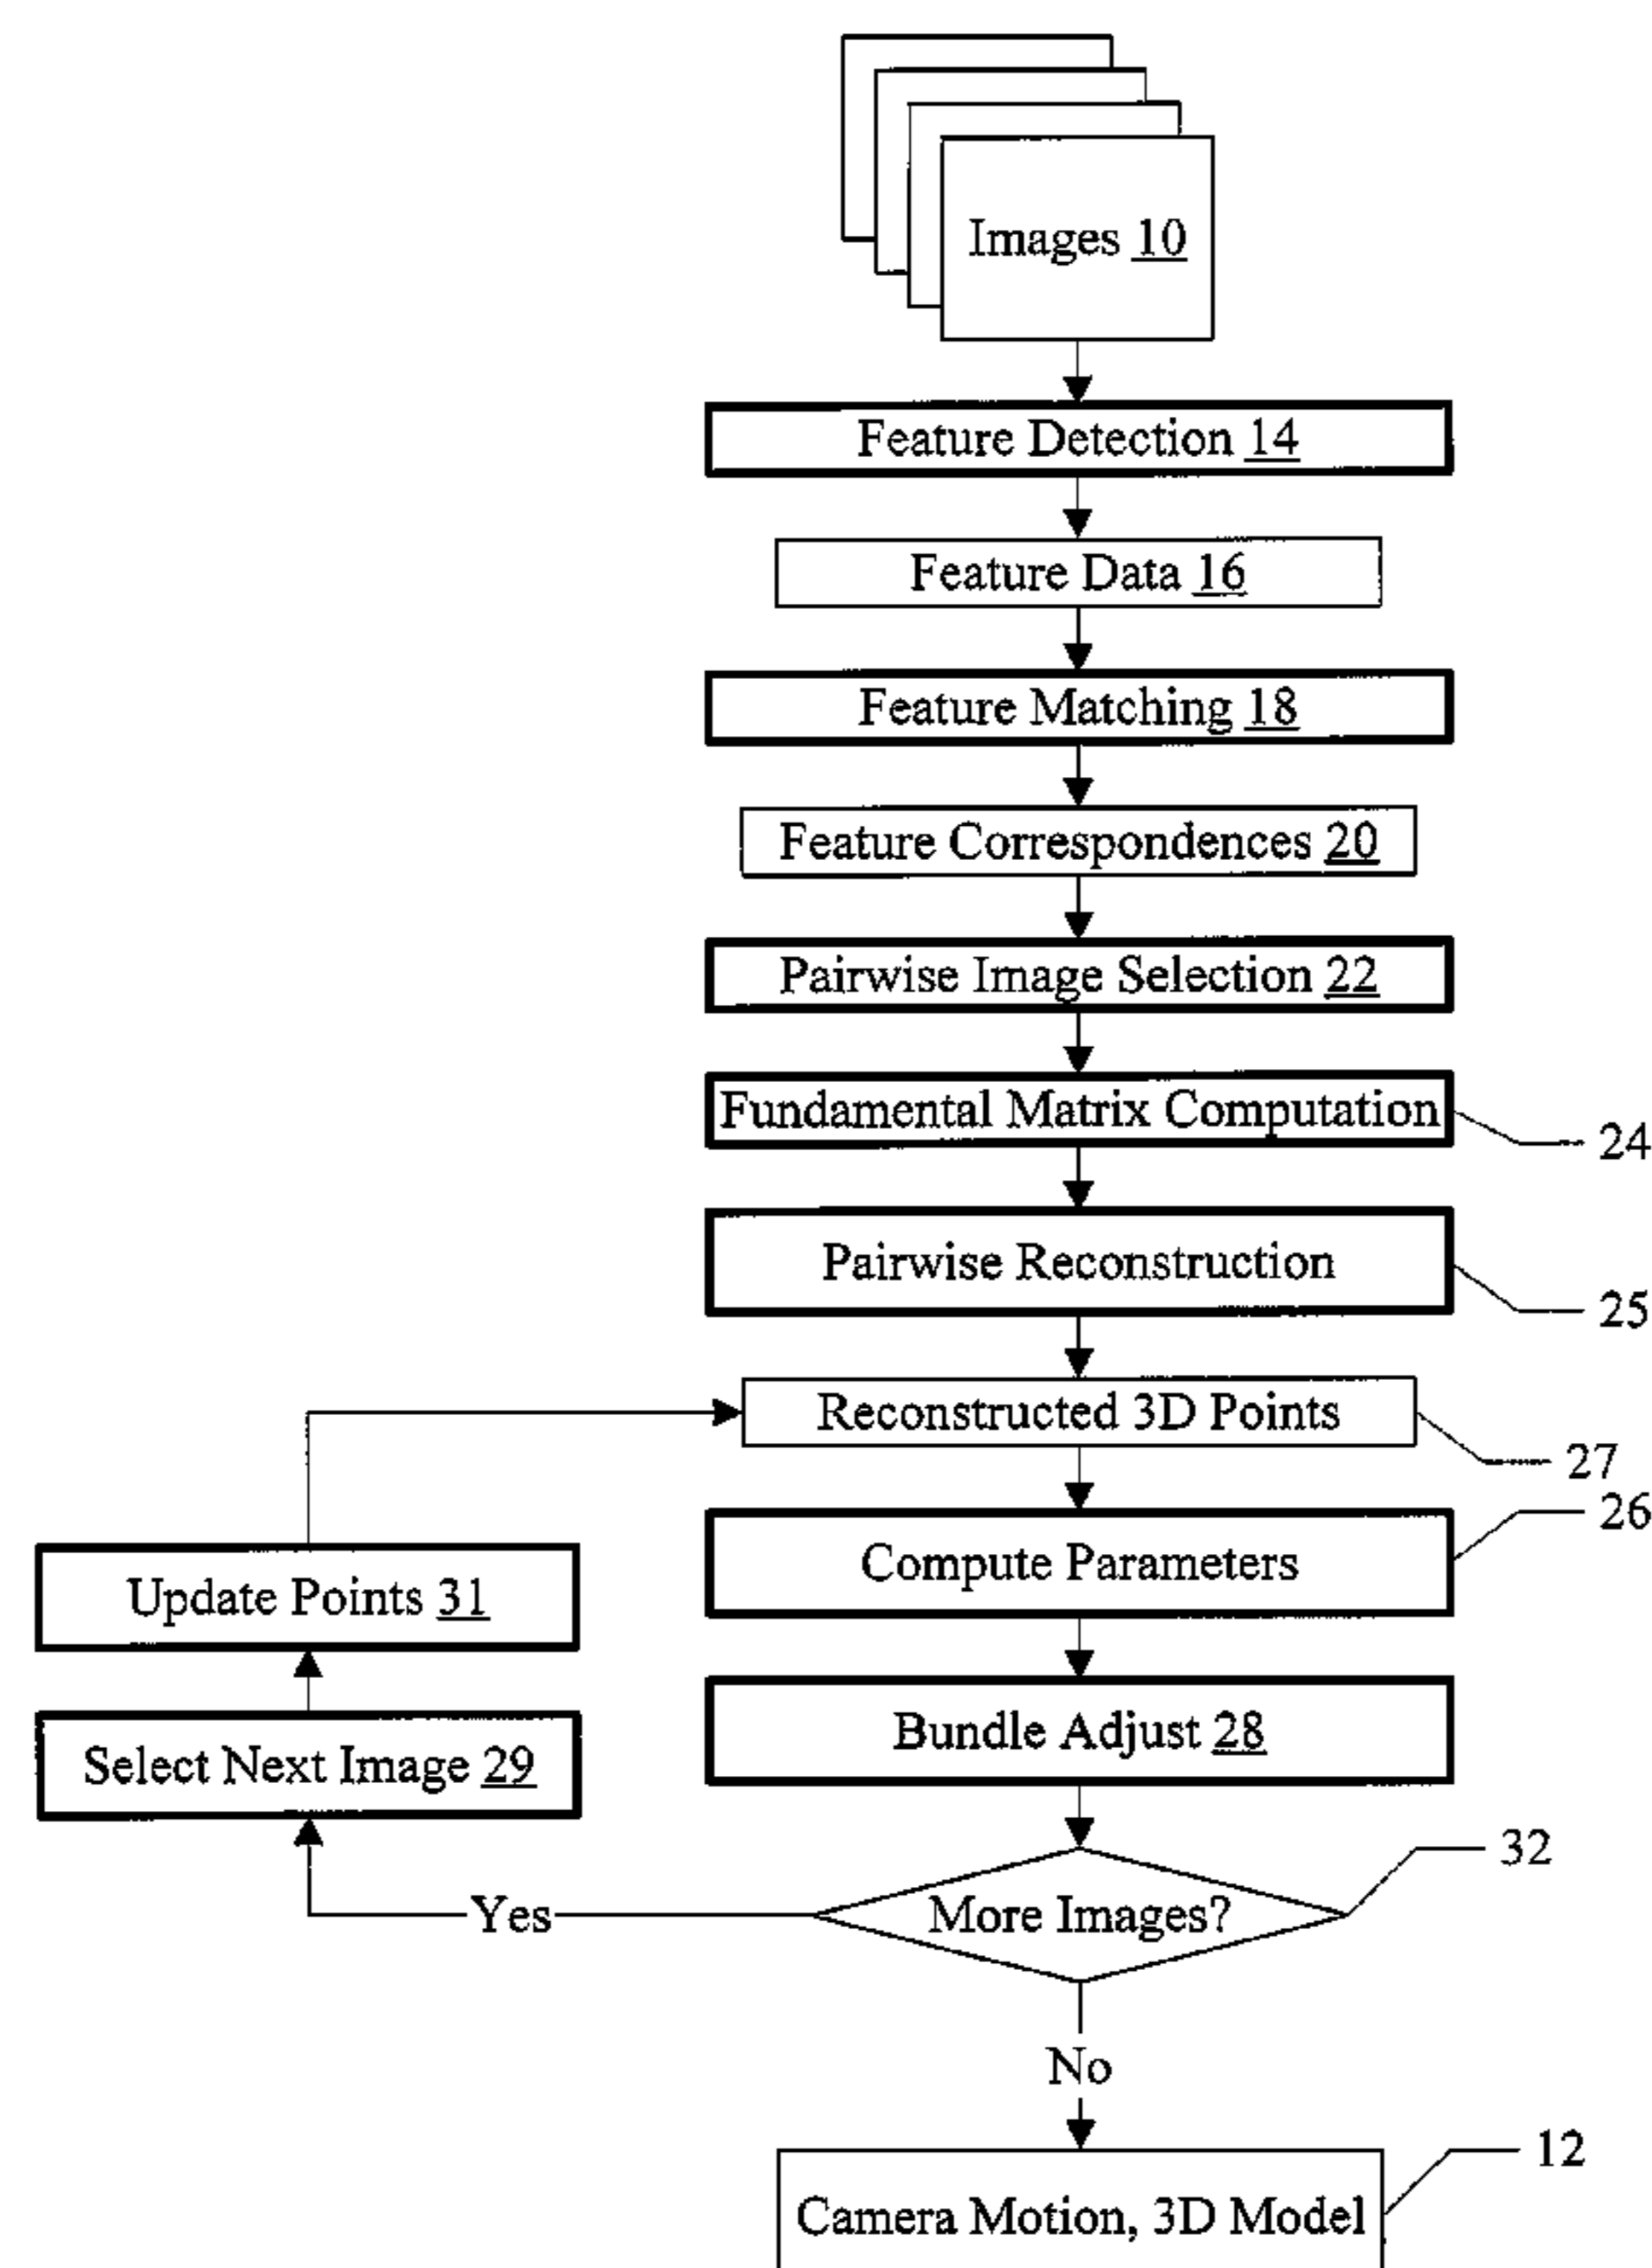 Images 10
Feature Detection 14
Feature Data 16
Feature Matching 18
Feature Correspondences 20
Pairwise Image Selection 22
Fundamental Matrix Computation
24
Pairwise Reconstruction
25
Reconstructed 3D Points
27
26
Compute Parameters
Update Points 31
Bundle Adjust 28
Select Next Image 29
32
More Images?
Yes
No
12
Camera Motion, 3D Model